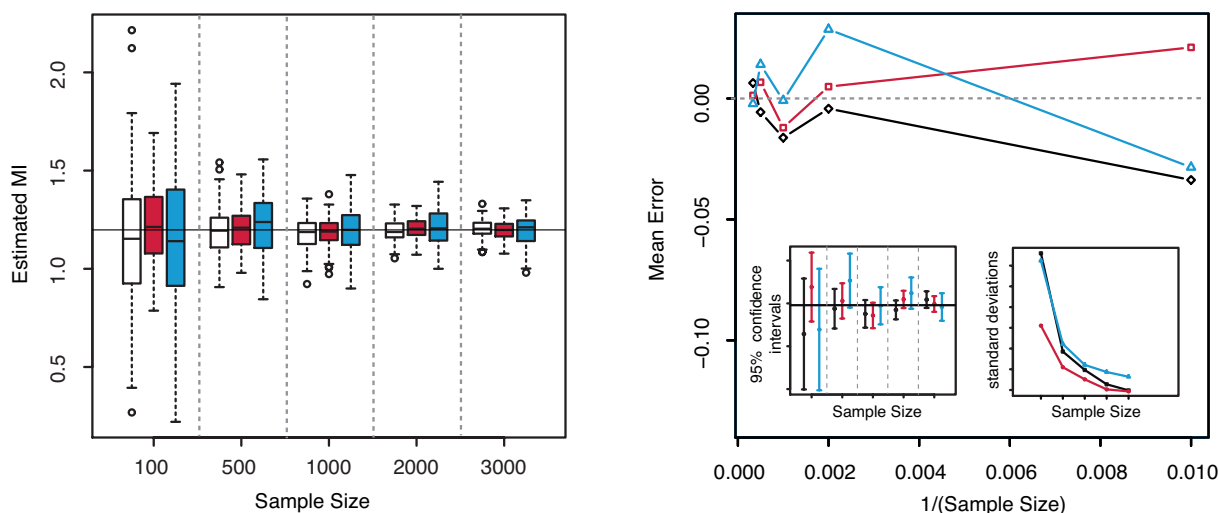 Estimated MI
2.0
1.5
1.0
0.5
100 500 1000 2000 3000
Sample Size
Mean Error
0.00
−0.05
−0.10
95% confidence
intervals
Sample Size
standard deviations
Sample Size
0.000 0.002 0.004 0.006 0.008 0.010
1/(Sample Size)